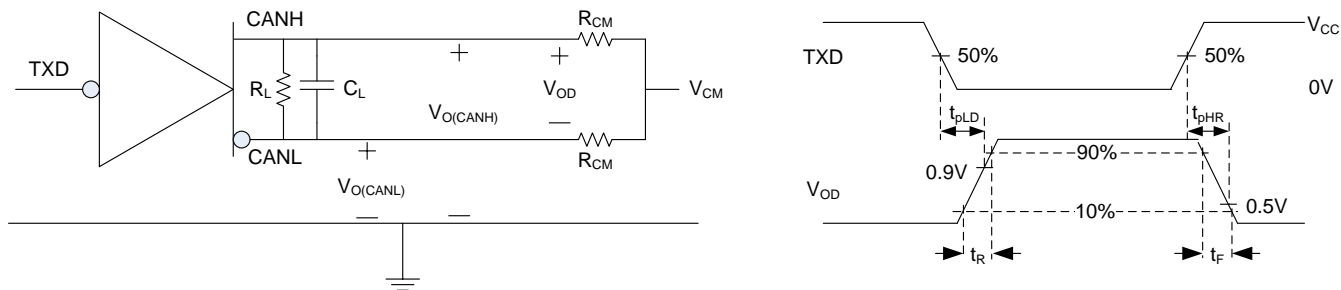 CANH
TXD
R_L
C_L
V_O(CANH)
V_OD
R_CM
V_CM
CANL
R_CM
V_O(CANL)
TXD
50%
50%
V_CC
0V
t_pLD
t_pHR
0.9V
90%
V_OD
10%
0.5V
t_R
t_F